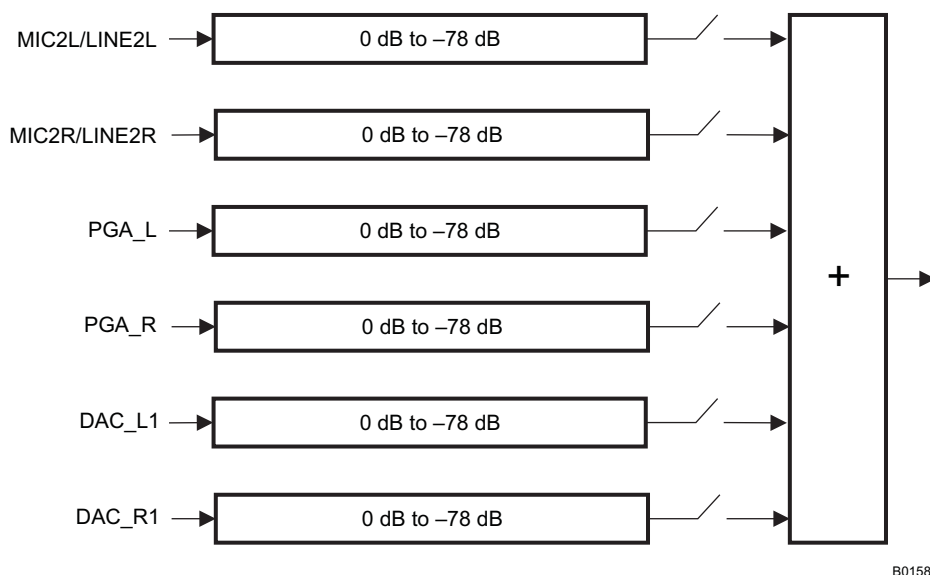 MIC2L/LINE2L 0 dB to –78 dB
MIC2R/LINE2R 0 dB to –78 dB
PGA_L 0 dB to –78 dB
PGA_R 0 dB to –78 dB
+
DAC_L1 0 dB to –78 dB
DAC_R1 0 dB to –78 dB
B0158